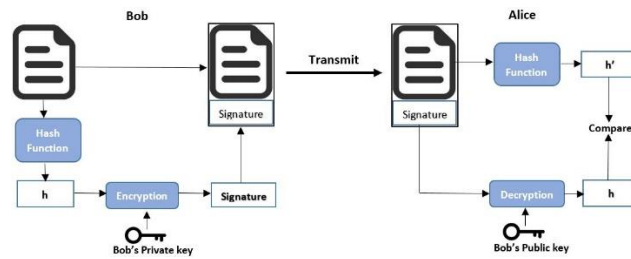 Bob
Alice
Signature
Transmit
Signature
Hash
Function
h'
Compare
Hash
Function
h
Encryption
Signature
Bob's Private key
Decryption
h
Bob's Public key